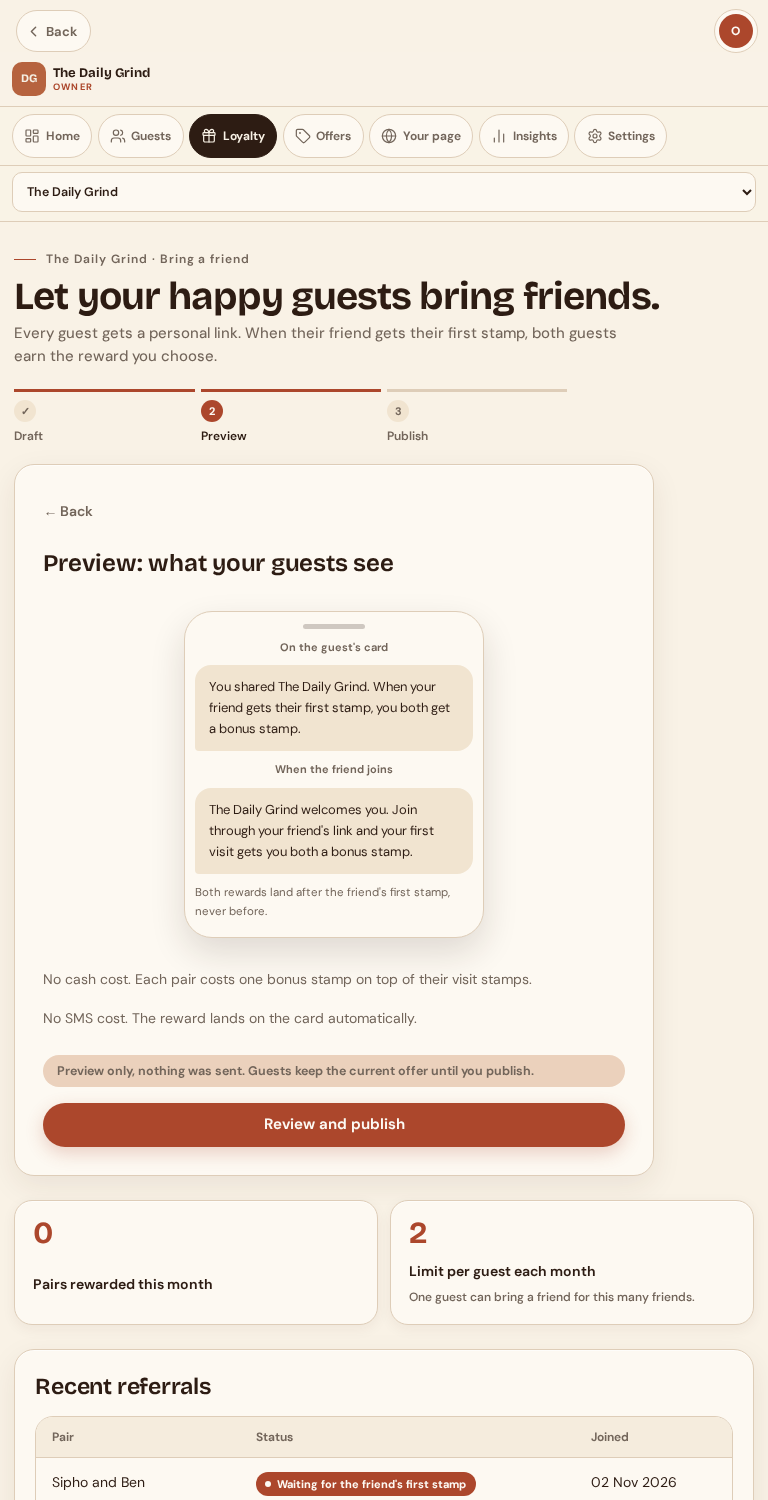 Back
O
DG
The Daily Grind
OWNER
Home
Guests
Loyalty
Offers
Your page
Insights
Settings
The Daily Grind
The Daily Grind · Bring a friend
Let your happy guests bring friends.
Every guest gets a personal link. When their friend gets their first stamp, both guests
earn the reward you choose.
✓
2
3
Draft
Preview
Publish
← Back
Preview: what your guests see
On the guest's card
You shared The Daily Grind. When your
friend gets their first stamp, you both get
a bonus stamp.
When the friend joins
The Daily Grind welcomes you. Join
through your friend's link and your first
visit gets you both a bonus stamp.
Both rewards land after the friend's first stamp,
never before.
No cash cost. Each pair costs one bonus stamp on top of their visit stamps.
No SMS cost. The reward lands on the card automatically.
Preview only, nothing was sent. Guests keep the current offer until you publish.
Review and publish
0
Pairs rewarded this month
2
Limit per guest each month
One guest can bring a friend for this many friends.
Recent referrals
Pair
Status
Joined
Sipho and Ben
Waiting for the friend's first stamp
02 Nov 2026